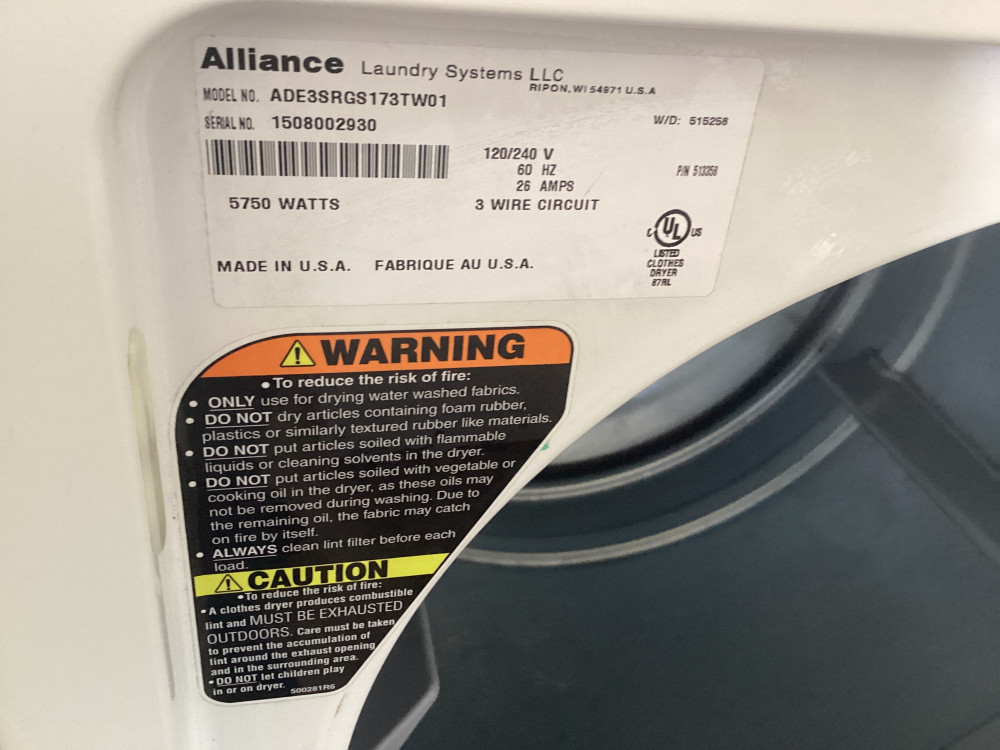 Alliance Laundry Systems LLC
RIPON, WI 54971 U.S.A
MODEL NO. ADE3SRGS173TW01
SERIAL NO. 1508002930
W/D: 515258
120/240 V
60 HZ
P/N 513358
26 AMPS
5750 WATTS
3 WIRE CIRCUIT
C UL US
LISTED
CLOTHES
DRYER
87RL
MADE IN U.S.A. FABRIQUE AU U.S.A.
⚠WARNING
• To reduce the risk of fire:
• ONLY use for drying water washed fabrics.
• DO NOT dry articles containing foam rubber,
plastics or similarly textured rubber like materials.
• DO NOT put articles soiled with flammable
liquids or cleaning solvents in the dryer.
• DO NOT put articles soiled with vegetable or
cooking oil in the dryer, as these oils may
not be removed during washing. Due to
the remaining oil, the fabric may catch
on fire by itself.
• ALWAYS clean lint filter before each
load.
⚠CAUTION
• To reduce the risk of fire:
• A clothes dryer produces combustible
lint and MUST BE EXHAUSTED
OUTDOORS. Care must be taken
to prevent the accumulation of
lint around the exhaust opening
and in the surrounding area.
• DO NOT let children play
in or on dryer. 500281R6